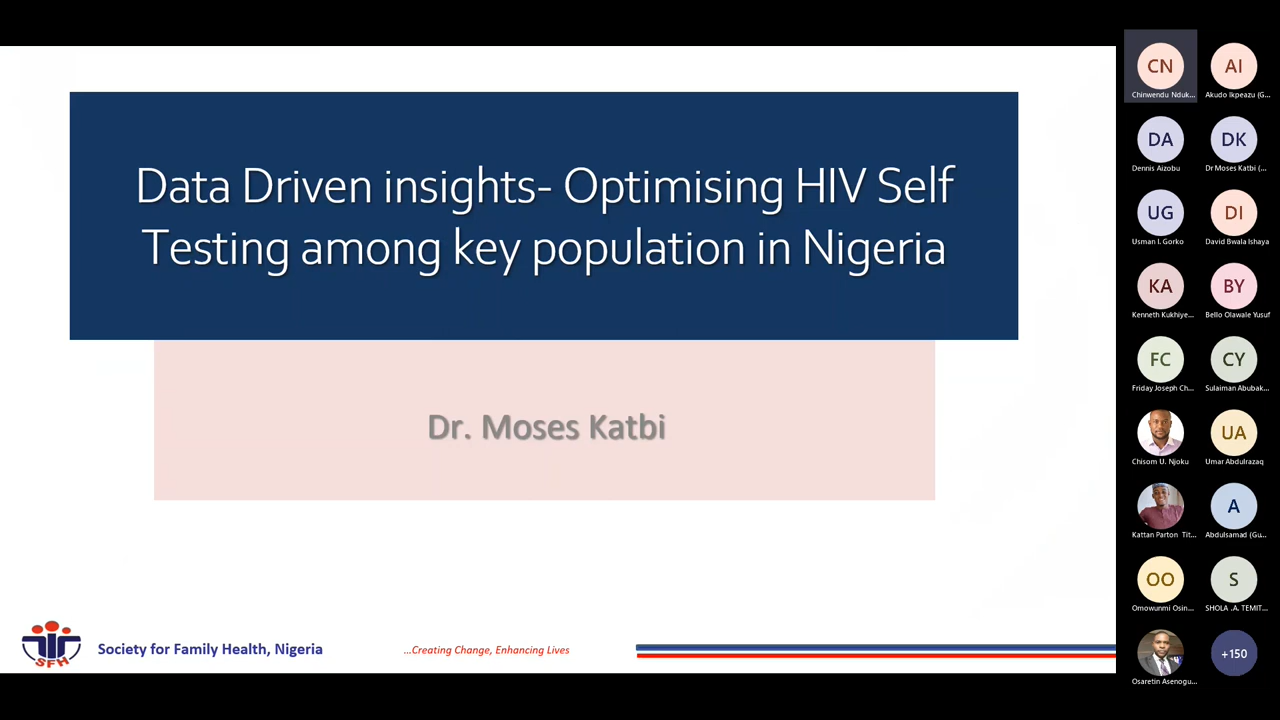 Data Driven insights- Optimising HIV Self
Testing among key population in Nigeria
Dr. Moses Katbi
SFH
Society for Family Health, Nigeria
...Creating Change, Enhancing Lives
CN
Chinwendu Nduk...
AI
Akudo Ikpeazu (G...
DA
Dennis Aizobu
DK
Dr Moses Katbi (...
UG
Usman I. Gorko
DI
David Bwala Ishaya
KA
Kenneth Kukhiye...
BY
Bello Olawale Yusuf
FC
Friday Joseph Ch...
CY
Sulaiman Abubak...
Chisom U. Njoku
UA
Umar Abdulrazaq
Kattan Parton Tit...
A
Abdulsamad (Gu...
OO
Omowunmi Osin...
S
SHOLA .A. TEMIT...
Osaretin Asenogu...
+150